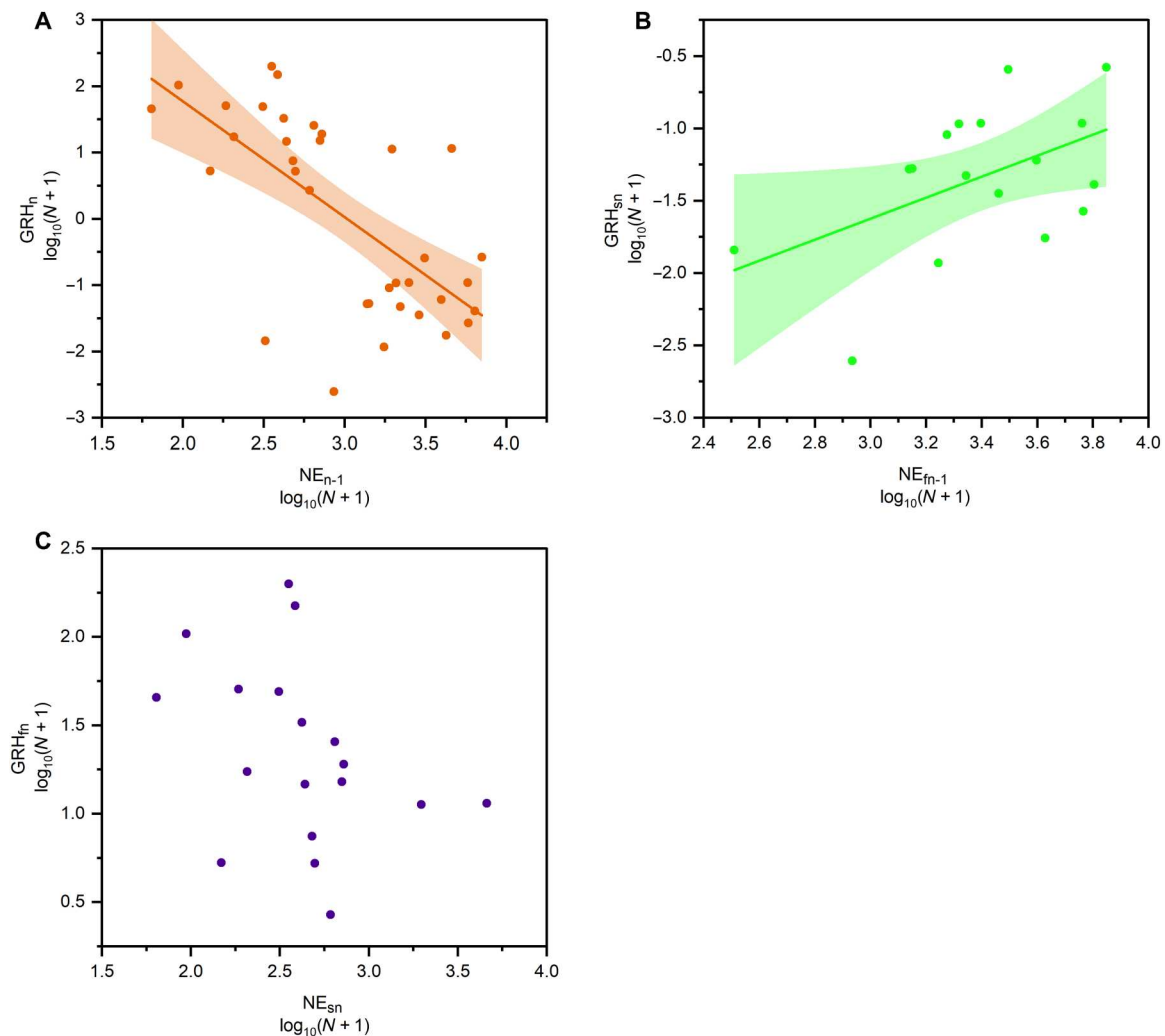 A
GRHn
log10(N + 1)
3
2
1
0
−1
−2
−3
1.5
2.0
2.5
3.0
3.5
4.0
NEn-1
log10(N + 1)
B
GRHsn
log10(N + 1)
−0.5
−1.0
−1.5
−2.0
−2.5
−3.0
2.4
2.6
2.8
3.0
3.2
3.4
3.6
3.8
4.0
NEfn-1
log10(N + 1)
C
GRHfn
log10(N + 1)
2.5
2.0
1.5
1.0
0.5
1.5
2.0
2.5
3.0
3.5
4.0
NEsn
log10(N + 1)